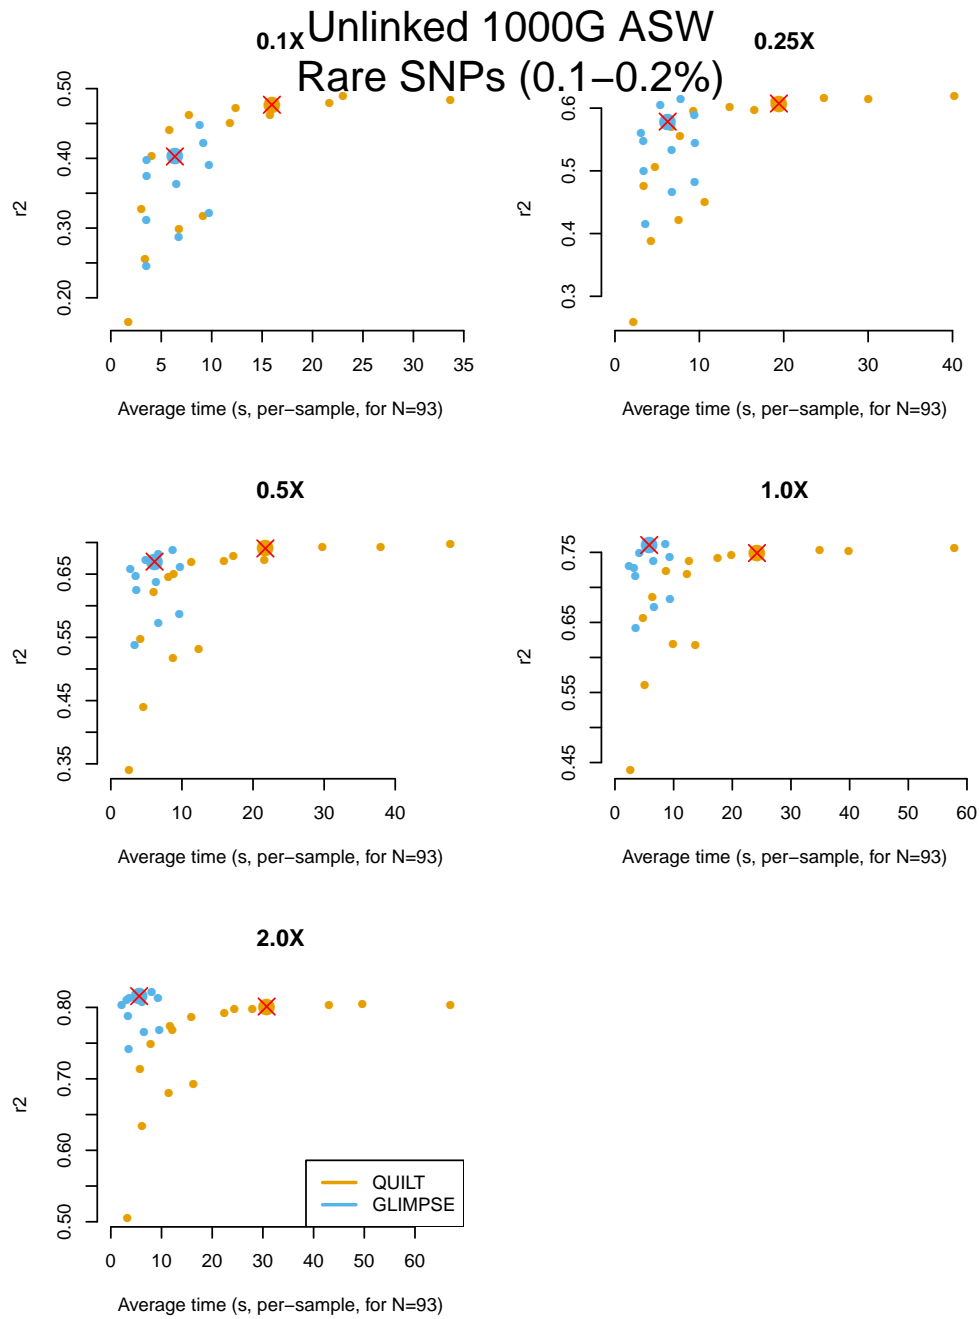 Unlinked 1000G ASW
Rare SNPs (0.1−0.2%)
0.1X
r2
0.50
0.40
0.30
0.20
0 5 10 15 20 25 30 35
Average time (s, per−sample, for N=93)
0.25X
r2
0.6
0.5
0.4
0.3
0 10 20 30 40
Average time (s, per−sample, for N=93)
0.5X
r2
0.65
0.55
0.45
0.35
0 10 20 30 40
Average time (s, per−sample, for N=93)
1.0X
r2
0.75
0.65
0.55
0.45
0 10 20 30 40 50 60
Average time (s, per−sample, for N=93)
2.0X
r2
0.80
0.70
0.60
0.50
QUILT
GLIMPSE
0 10 20 30 40 50 60
Average time (s, per−sample, for N=93)